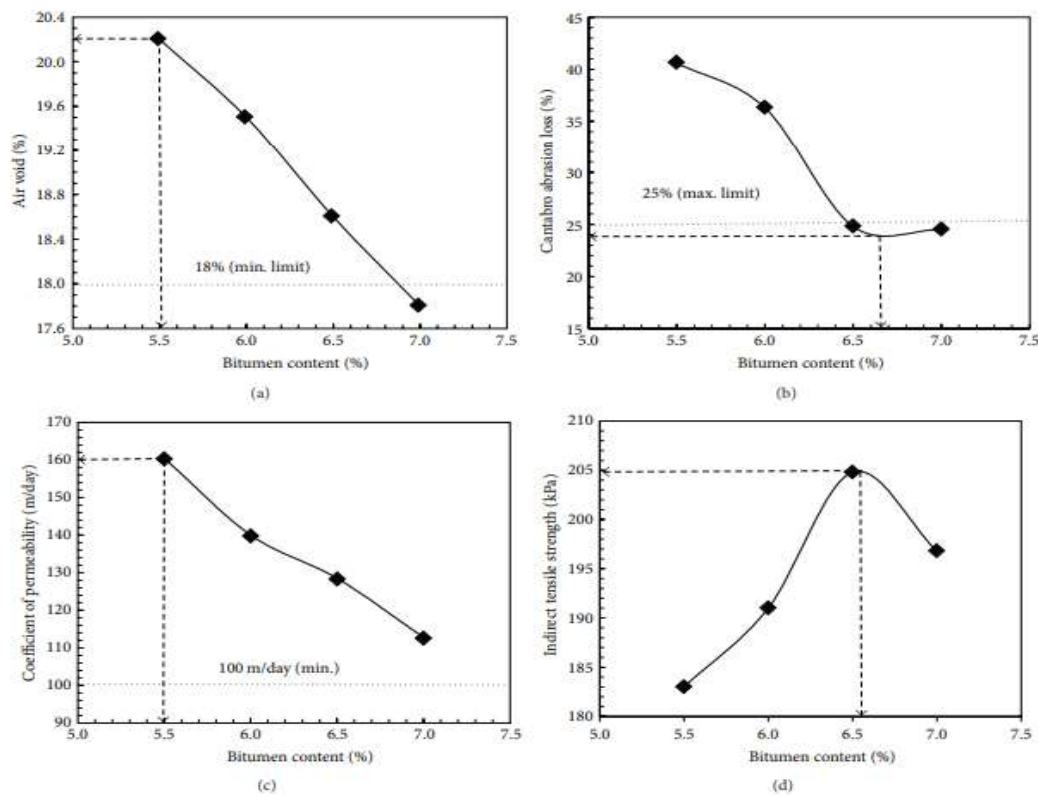 20.4
20.0
19.6
19.2
18.8
18.4
18.0
17.6
Air void (%)
18% (min. limit)
5.0 5.5 6.0 6.5 7.0 7.5
Bitumen content (%)
(a)
45
40
35
30
25
20
15
Cantabro abrasion loss (%)
25% (max. limit)
5.0 5.5 6.0 6.5 7.0 7.5
Bitumen content (%)
(b)
170
160
150
140
130
120
110
100
90
Coefficient of permeability (m/day)
100 m/day (min.)
5.0 5.5 6.0 6.5 7.0 7.5
Bitumen content (%)
(c)
210
205
200
195
190
185
180
Indirect tensile strength (kPa)
5.0 5.5 6.0 6.5 7.0 7.5
Bitumen content (%)
(d)